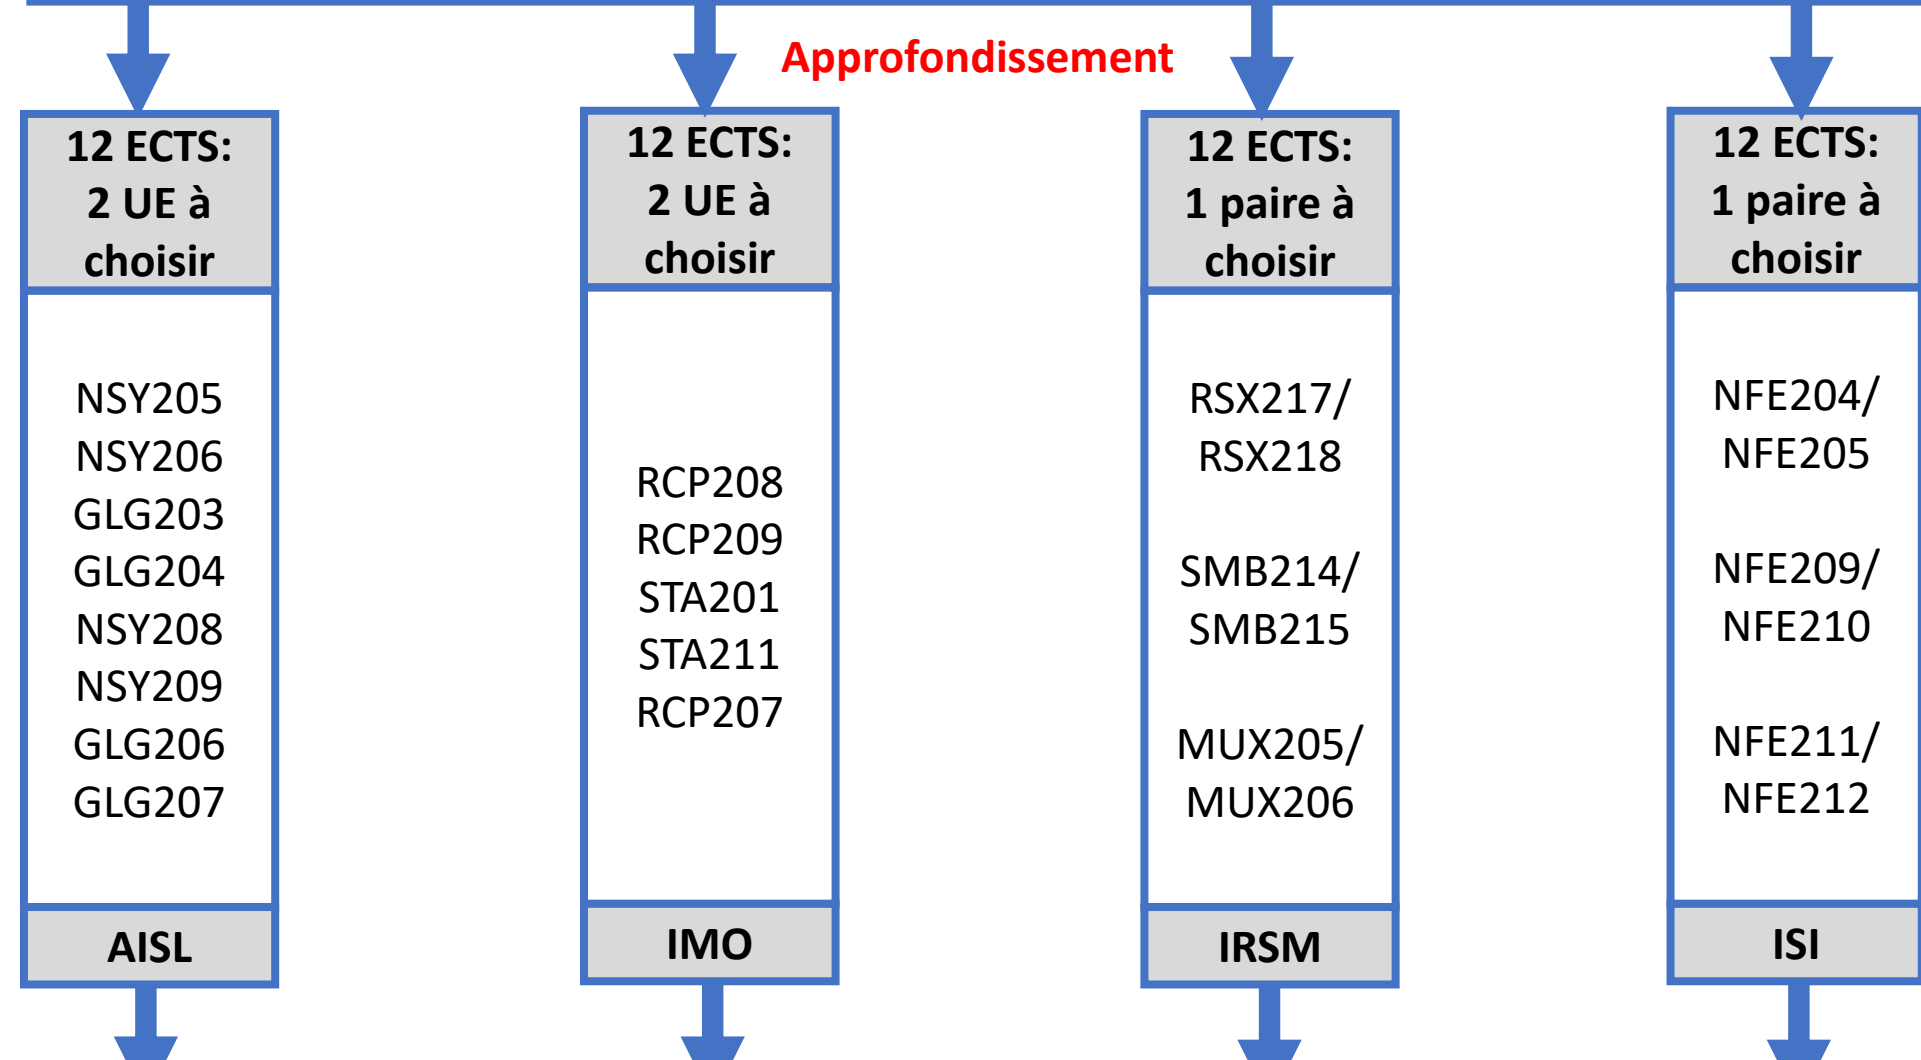 Approfondissement
12 ECTS:
2 UE à
choisir
NSY205
NSY206
GLG203
GLG204
NSY208
NSY209
GLG206
GLG207
AISL
12 ECTS:
2 UE à
choisir
RCP208
RCP209
STA201
STA211
RCP207
IMO
12 ECTS:
1 paire à
choisir
RSX217/
RSX218
SMB214/
SMB215
MUX205/
MUX206
IRSM
12 ECTS:
1 paire à
choisir
NFE204/
NFE205
NFE209/
NFE210
NFE211/
NFE212
ISI